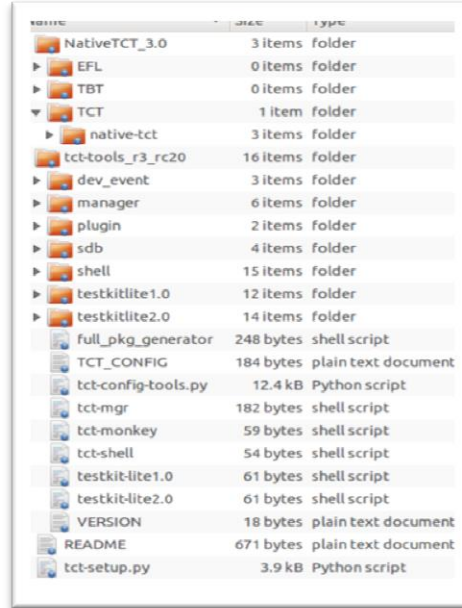 Name Size Type
NativeTCT_3.0 3 items folder
EFL 0 items folder
TBT 0 items folder
TCT 1 item folder
native-tct 3 items folder
tct-tools_r3_rc20 16 items folder
dev_event 3 items folder
manager 6 items folder
plugin 2 items folder
sdb 4 items folder
shell 15 items folder
testkitlite1.0 12 items folder
testkitlite2.0 14 items folder
full_pkg_generator 248 bytes shell script
TCT_CONFIG 184 bytes plain text document
tct-config-tools.py 12.4 kB Python script
tct-mgr 182 bytes shell script
tct-monkey 59 bytes shell script
tct-shell 54 bytes shell script
testkit-lite1.0 61 bytes shell script
testkit-lite2.0 61 bytes shell script
VERSION 18 bytes plain text document
README 671 bytes plain text document
tct-setup.py 3.9 kB Python script